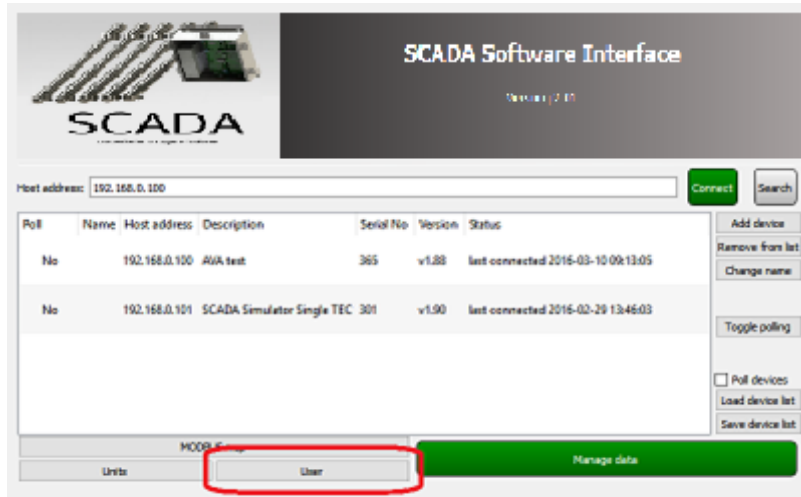 SCADA Software Interface
SCADA
Host address: 192.168.0.100 Connect Search
Poll Name Host address Description Serial No Version Status
No 192.168.0.100 AVA test 365 v1.88 last connected 2016-03-10 09:13:05
No 192.168.0.101 SCADA Simulator Single TEC 301 v1.90 last connected 2016-02-29 13:46:03
Add device
Remove from list
Change name
Toggle polling
Poll devices
Load device list
Save device list
Units User Manage data